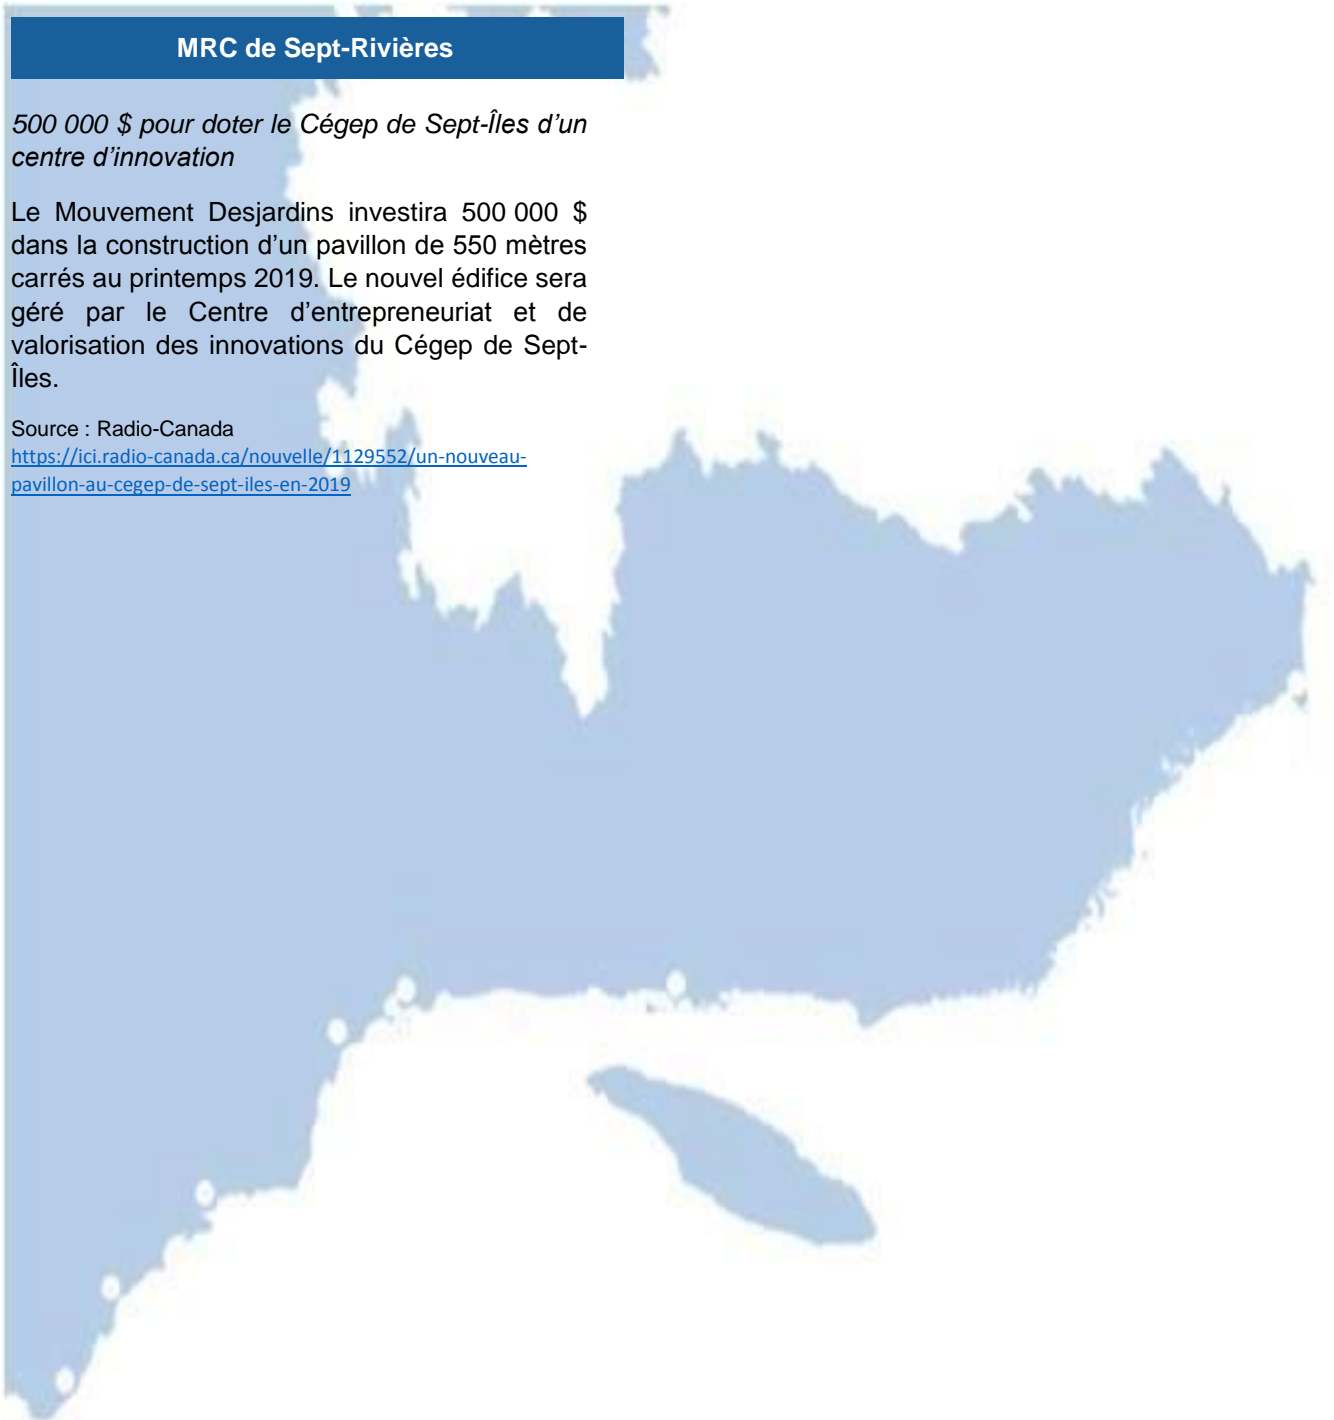 MRC de Sept-Rivières
500 000 $ pour doter le Cégep de Sept-Îles d’un
centre d’innovation
Le Mouvement Desjardins investira 500 000 $
dans la construction d’un pavillon de 550 mètres
carrés au printemps 2019. Le nouvel édifice sera
géré par le Centre d’entrepreneuriat et de
valorisation des innovations du Cégep de Sept-
Îles.
Source : Radio-Canada
https://ici.radio-canada.ca/nouvelle/1129552/un-nouveau-
pavillon-au-cegep-de-sept-iles-en-2019